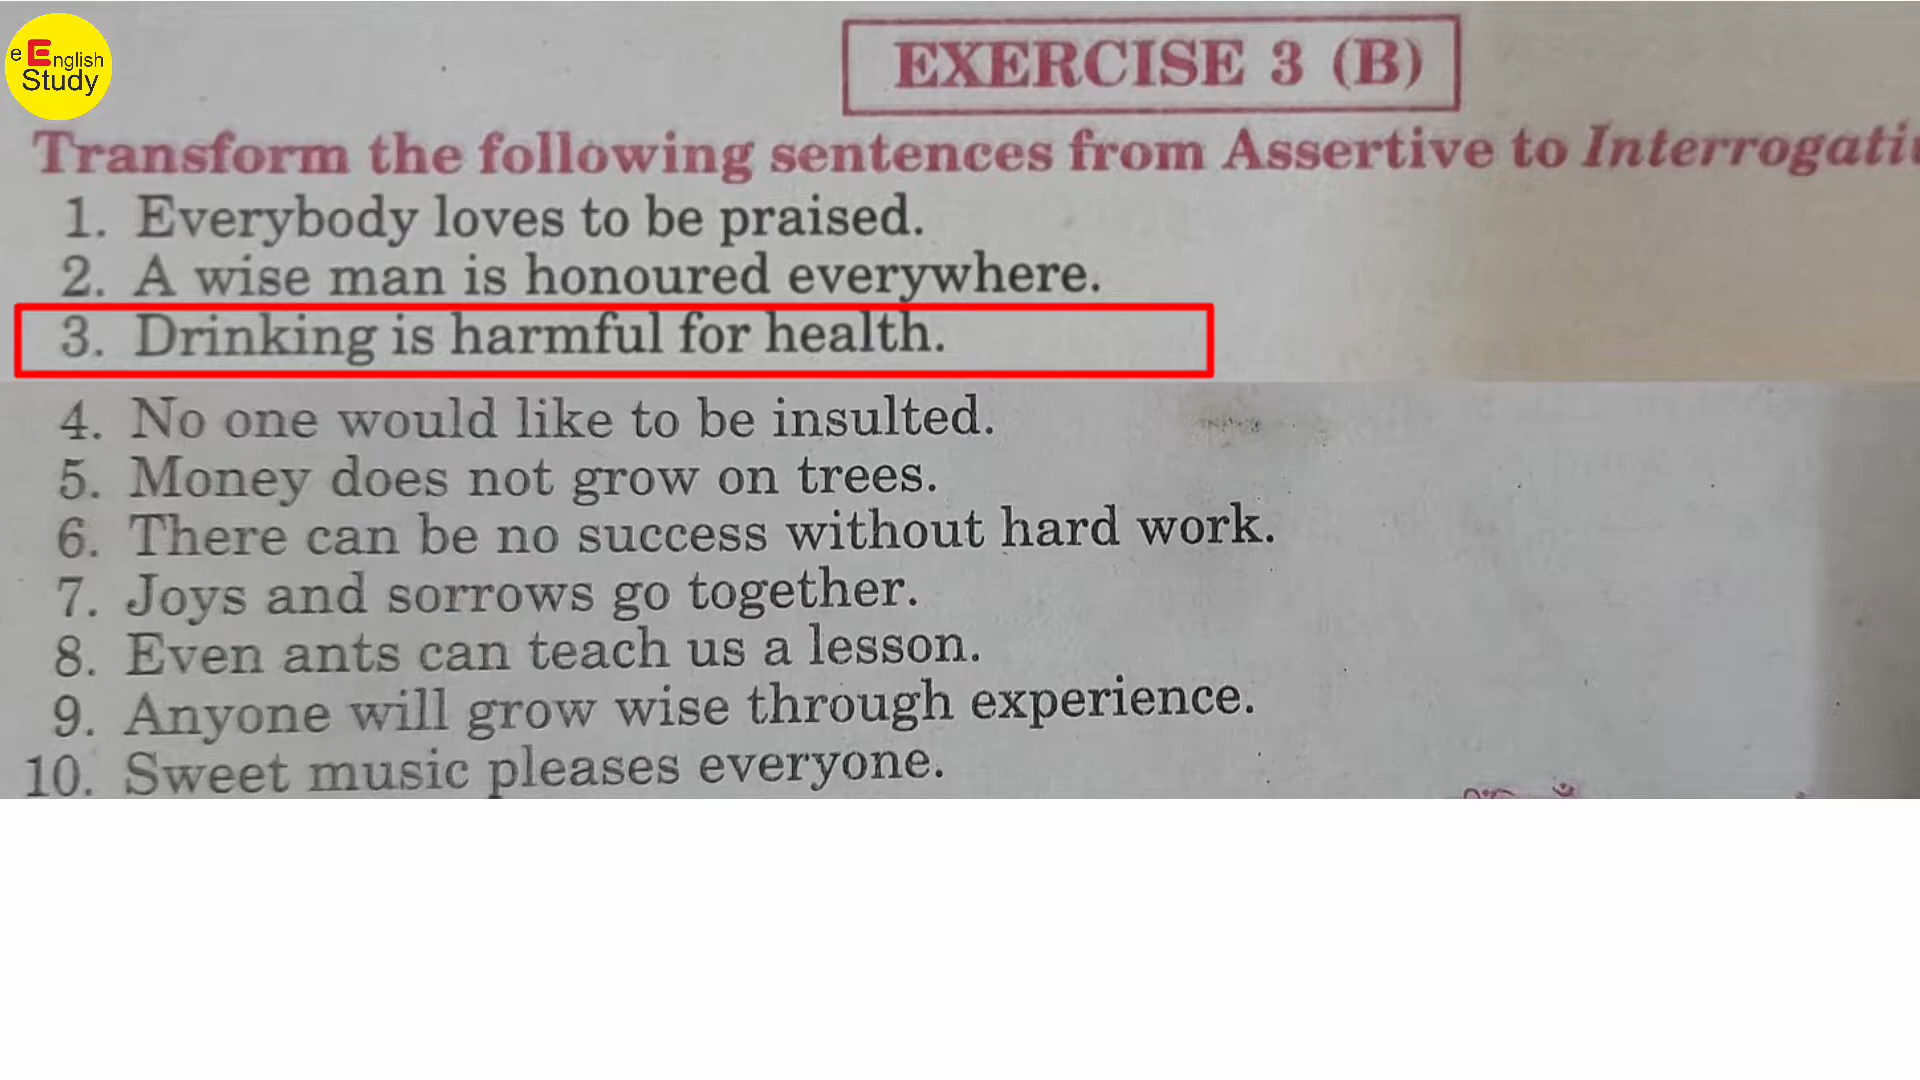 e English
Study
EXERCISE 3 (B)
Transform the following sentences from Assertive to Interrogati
1. Everybody loves to be praised.
2. A wise man is honoured everywhere.
3. Drinking is harmful for health.
4. No one would like to be insulted.
5. Money does not grow on trees.
6. There can be no success without hard work.
7. Joys and sorrows go together.
8. Even ants can teach us a lesson.
9. Anyone will grow wise through experience.
10. Sweet music pleases everyone.